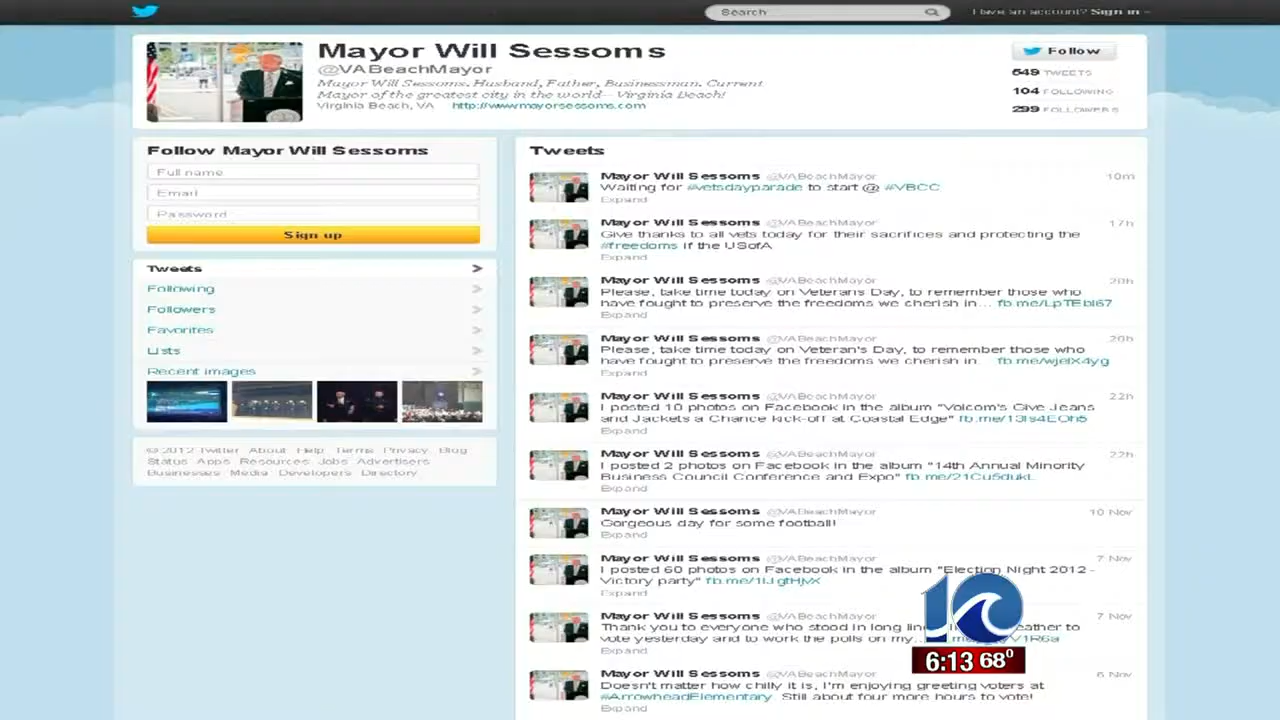 Search
Have an account? Sign in
Mayor Will Sessoms
@VABeachMayor
Mayor Will Sessoms. Husband, Father, Businessman. Current
Mayor of the greatest city in the world-- Virginia Beach!
Virginia Beach, VA http://www.mayorsessoms.com
Follow
649 TWEETS
104 FOLLOWING
299 FOLLOWERS
Follow Mayor Will Sessoms
Full name
Email
Password
Sign up
Tweets
Following
Followers
Favorites
Lists
Recent images
© 2012 Twitter About Help Terms Privacy Blog
Status Apps Resources Jobs Advertisers
Businesses Media Developers Directory
Tweets
Mayor Will Sessoms @VABeachMayor 10m
Waiting for #vetsdayparade to start @ #VBCC
Expand
Mayor Will Sessoms @VABeachMayor 17h
Give thanks to all vets today for their sacrifices and protecting the
#freedoms if the USofA
Expand
Mayor Will Sessoms @VABeachMayor
Please, take time today on Veterans Day, to remember those who
have fought to preserve the freedoms we cherish in...
Expand
Mayor Will Sessoms @VABeachMayor
Please, take time today on Veteran's Day, to remember those who
have fought to preserve the freedoms we cherish in
Expand
Mayor Will Sessoms @VABeachMayor 22h
I posted 10 photos on Facebook in the album "Volcom's Give Jeans
and Jackets a Chance kick-off at Coastal Edge"
Expand
Mayor Will Sessoms @VABeachMayor 22h
I posted 2 photos on Facebook in the album "14th Annual Minority
Business Council Conference and Expo"
Expand
Mayor Will Sessoms @VABeachMayor 10 Nov
Gorgeous day for some football!
Expand
Mayor Will Sessoms @VABeachMayor 7 Nov
I posted 60 photos on Facebook in the album "Election Night 2012 -
Victory party"
Expand
Mayor Will Sessoms @VABeachMayor 7 Nov
Thank you to everyone who stood in long to
vote yesterday and to work the polls on my...
Expand
Mayor Will Sessoms @VABeachMayor 6 Nov
Doesn't matter how chilly it is, I'm enjoying greeting voters at
#ArrowheadElementary Still about four more hours to vote!
Expand
10
6:13 68°